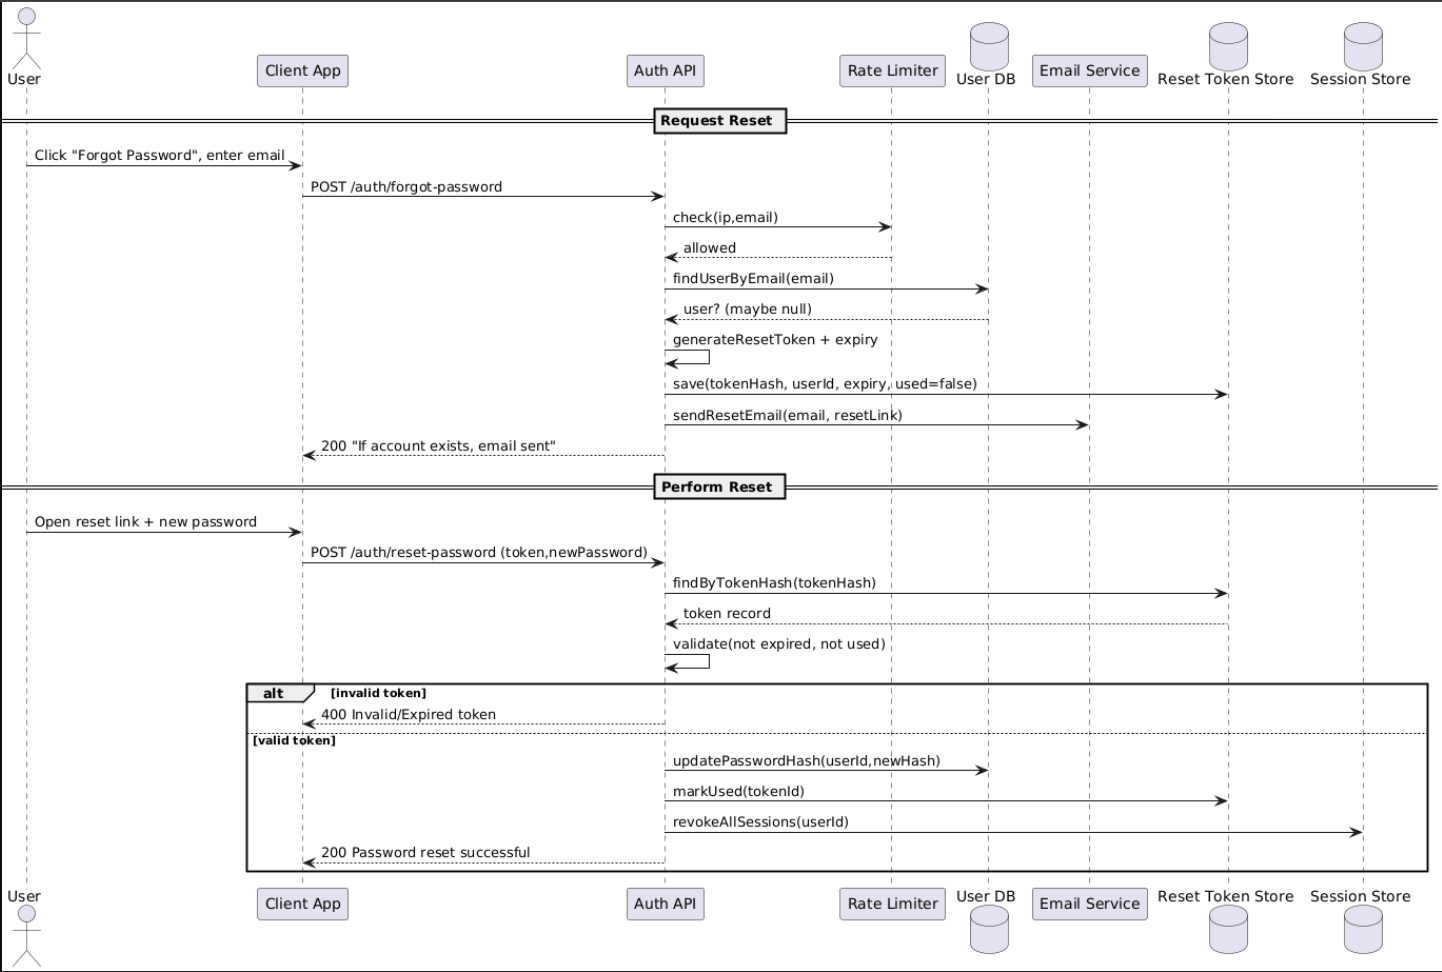 User
Client App
Auth API
Rate Limiter
User DB
Email Service
Reset Token Store
Session Store
Request Reset
Click "Forgot Password", enter email
POST /auth/forgot-password
check(ip,email)
allowed
findUserByEmail(email)
user? (maybe null)
generateResetToken + expiry
save(tokenHash, userId, expiry, used=false)
sendResetEmail(email, resetLink)
200 "If account exists, email sent"
Perform Reset
Open reset link + new password
POST /auth/reset-password (token,newPassword)
findByTokenHash(tokenHash)
token record
validate(not expired, not used)
alt
[invalid token]
400 Invalid/Expired token
[valid token]
updatePasswordHash(userId,newHash)
markUsed(tokenId)
revokeAllSessions(userId)
200 Password reset successful
User
Client App
Auth API
Rate Limiter
User DB
Email Service
Reset Token Store
Session Store